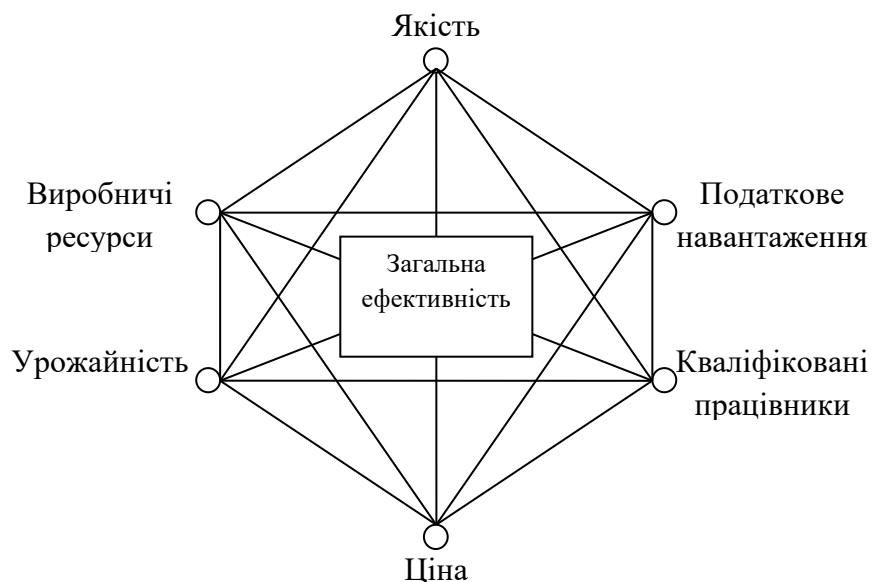 Якість
Виробничі
ресурси
Податкове
навантаження
Загальна
ефективність
Урожайність
Кваліфіковані
працівники
Ціна